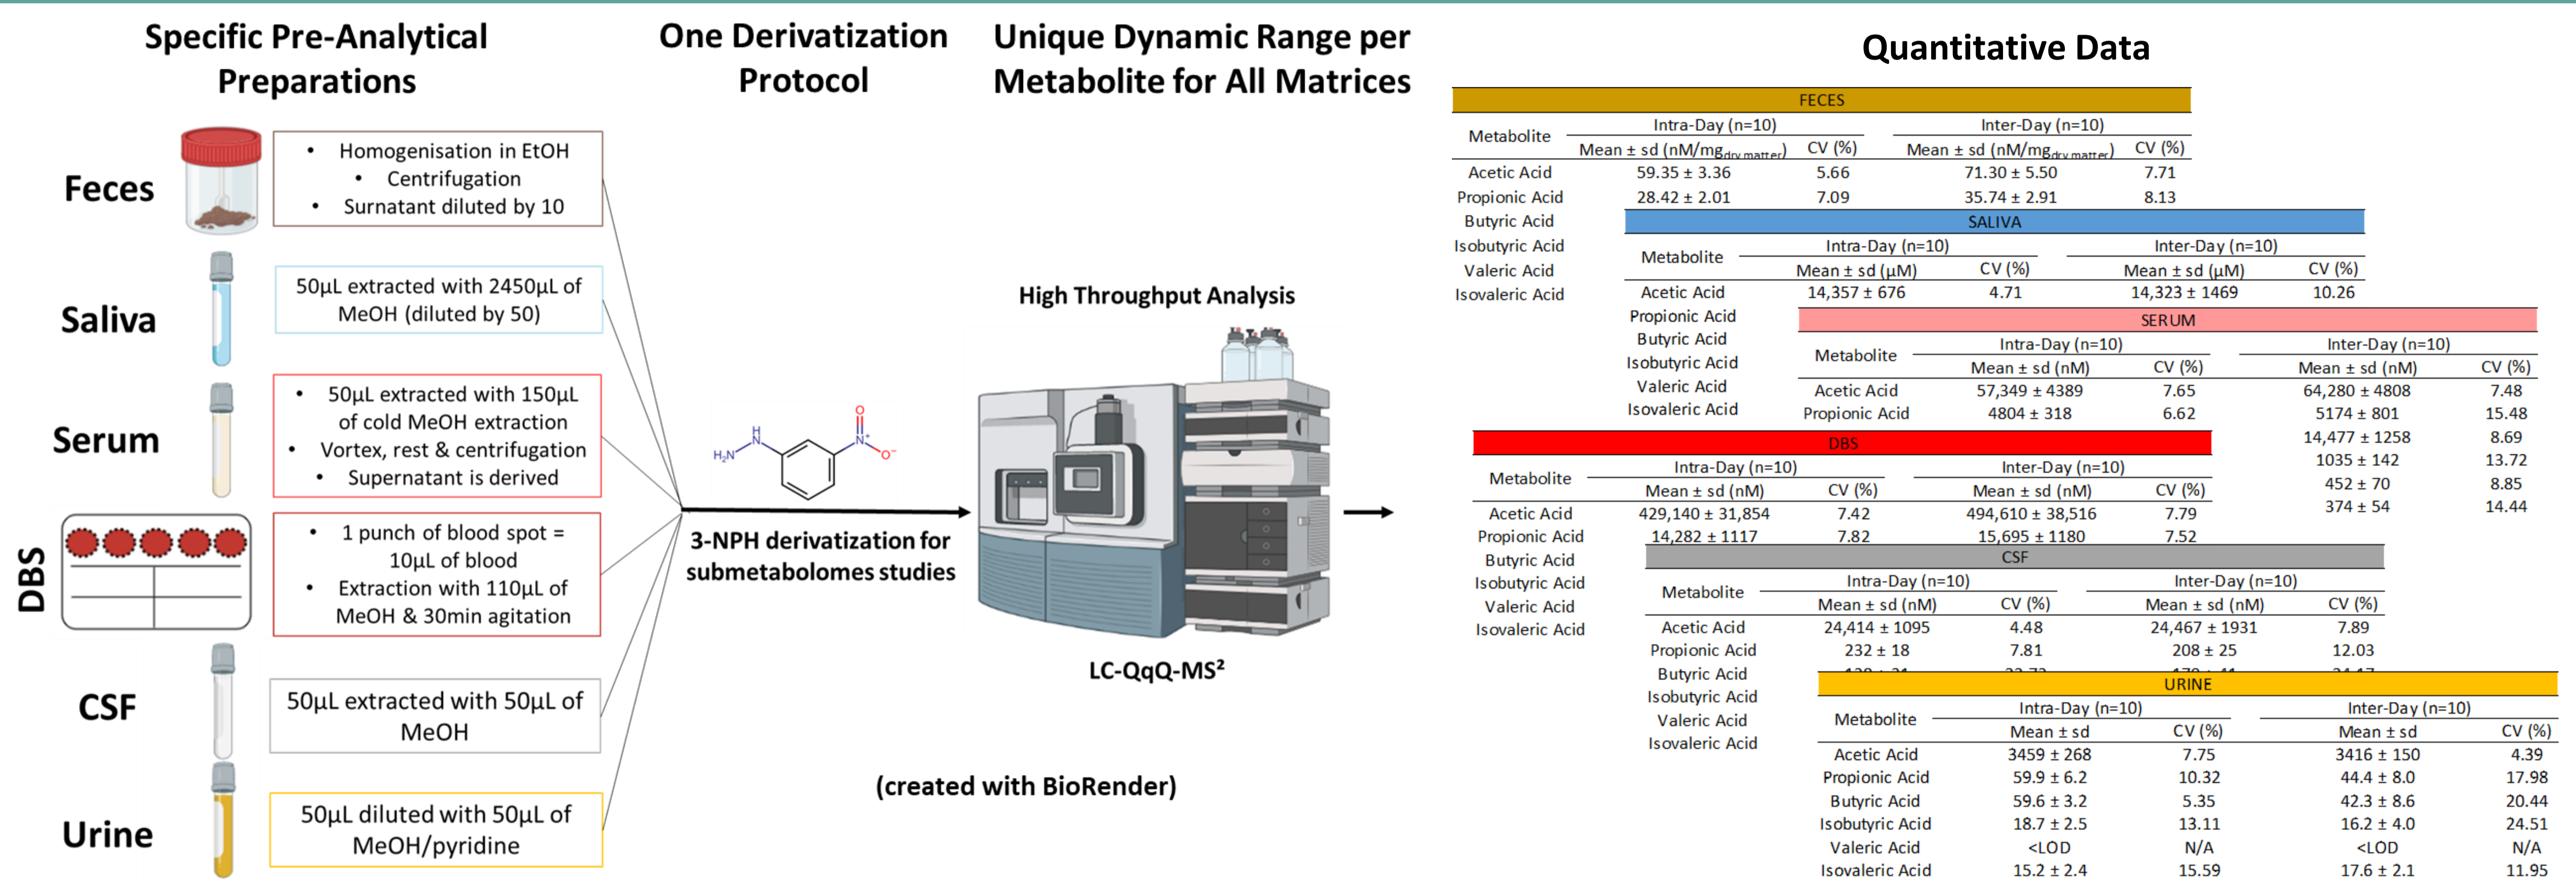 Specific Pre-Analytical
Preparations
One Derivatization
Protocol
Unique Dynamic Range per
Metabolite for All Matrices
Quantitative Data
Feces
• Homogenisation in EtOH
• Centrifugation
• Surnatant diluted by 10
Saliva
50µL extracted with 2450µL of
MeOH (diluted by 50)
Serum
• 50µL extracted with 150µL
of cold MeOH extraction
• Vortex, rest & centrifugation
• Supernatant is derived
DBS
• 1 punch of blood spot =
10µL of blood
• Extraction with 110µL of
MeOH & 30min agitation
CSF
50µL extracted with 50µL of
MeOH
Urine
50µL diluted with 50µL of
MeOH/pyridine
H₂N
H
N
O
N⁺
O⁻
3-NPH derivatization for
submetabolomes studies
High Throughput Analysis
LC-QqQ-MS²
(created with BioRender)
FECES
Metabolite Intra-Day (n=10) Inter-Day (n=10)
Mean ± sd (nM/mg dry matter) CV (%) Mean ± sd (nM/mg dry matter) CV (%)
Acetic Acid 59.35 ± 3.36 5.66 71.30 ± 5.50 7.71
Propionic Acid 28.42 ± 2.01 7.09 35.74 ± 2.91 8.13
Butyric Acid
Isobutyric Acid
Valeric Acid
Isovaleric Acid
SALIVA
Metabolite Intra-Day (n=10) Inter-Day (n=10)
Mean ± sd (µM) CV (%) Mean ± sd (µM) CV (%)
Acetic Acid 14,357 ± 676 4.71 14,323 ± 1469 10.26
Propionic Acid
Butyric Acid
Isobutyric Acid
Valeric Acid
Isovaleric Acid
SERUM
Metabolite Intra-Day (n=10) Inter-Day (n=10)
Mean ± sd (nM) CV (%) Mean ± sd (nM) CV (%)
Acetic Acid 57,349 ± 4389 7.65 64,280 ± 4808 7.48
Propionic Acid 4804 ± 318 6.62 5174 ± 801 15.48
14,477 ± 1258 8.69
1035 ± 142 13.72
452 ± 70 8.85
374 ± 54 14.44
DBS
Metabolite Intra-Day (n=10) Inter-Day (n=10)
Mean ± sd (nM) CV (%) Mean ± sd (nM) CV (%)
Acetic Acid 429,140 ± 31,854 7.42 494,610 ± 38,516 7.79
Propionic Acid 14,282 ± 1117 7.82 15,695 ± 1180 7.52
Butyric Acid
Isobutyric Acid
Valeric Acid
Isovaleric Acid
CSF
Metabolite Intra-Day (n=10) Inter-Day (n=10)
Mean ± sd (nM) CV (%) Mean ± sd (nM) CV (%)
Acetic Acid 24,414 ± 1095 4.48 24,467 ± 1931 7.89
Propionic Acid 232 ± 18 7.81 208 ± 25 12.03
Butyric Acid
Isobutyric Acid
Valeric Acid
Isovaleric Acid
URINE
Metabolite Intra-Day (n=10) Inter-Day (n=10)
Mean ± sd CV (%) Mean ± sd CV (%)
Acetic Acid 3459 ± 268 7.75 3416 ± 150 4.39
Propionic Acid 59.9 ± 6.2 10.32 44.4 ± 8.0 17.98
Butyric Acid 59.6 ± 3.2 5.35 42.3 ± 8.6 20.44
Isobutyric Acid 18.7 ± 2.5 13.11 16.2 ± 4.0 24.51
Valeric Acid <LOD N/A <LOD N/A
Isovaleric Acid 15.2 ± 2.4 15.59 17.6 ± 2.1 11.95